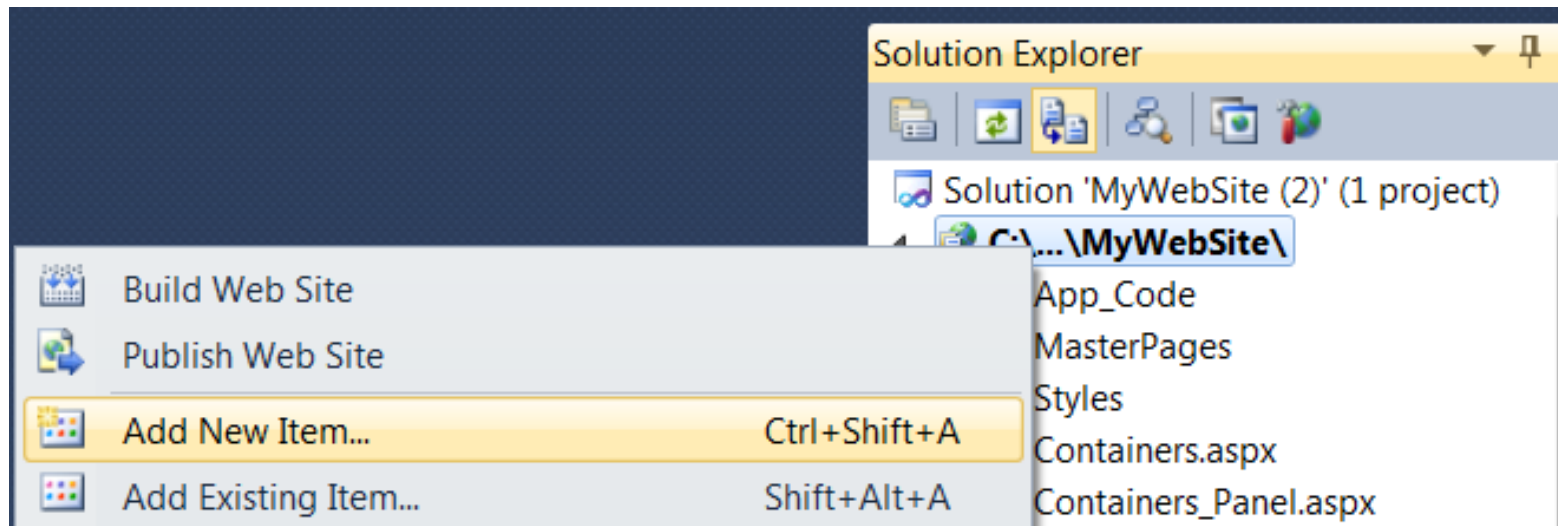 Solution Explorer
Solution 'MyWebSite (2)' (1 project)
C:\...\MyWebSite\
App_Code
MasterPages
Styles
Containers.aspx
Containers_Panel.aspx
Build Web Site
Publish Web Site
Add New Item... Ctrl+Shift+A
Add Existing Item... Shift+Alt+A